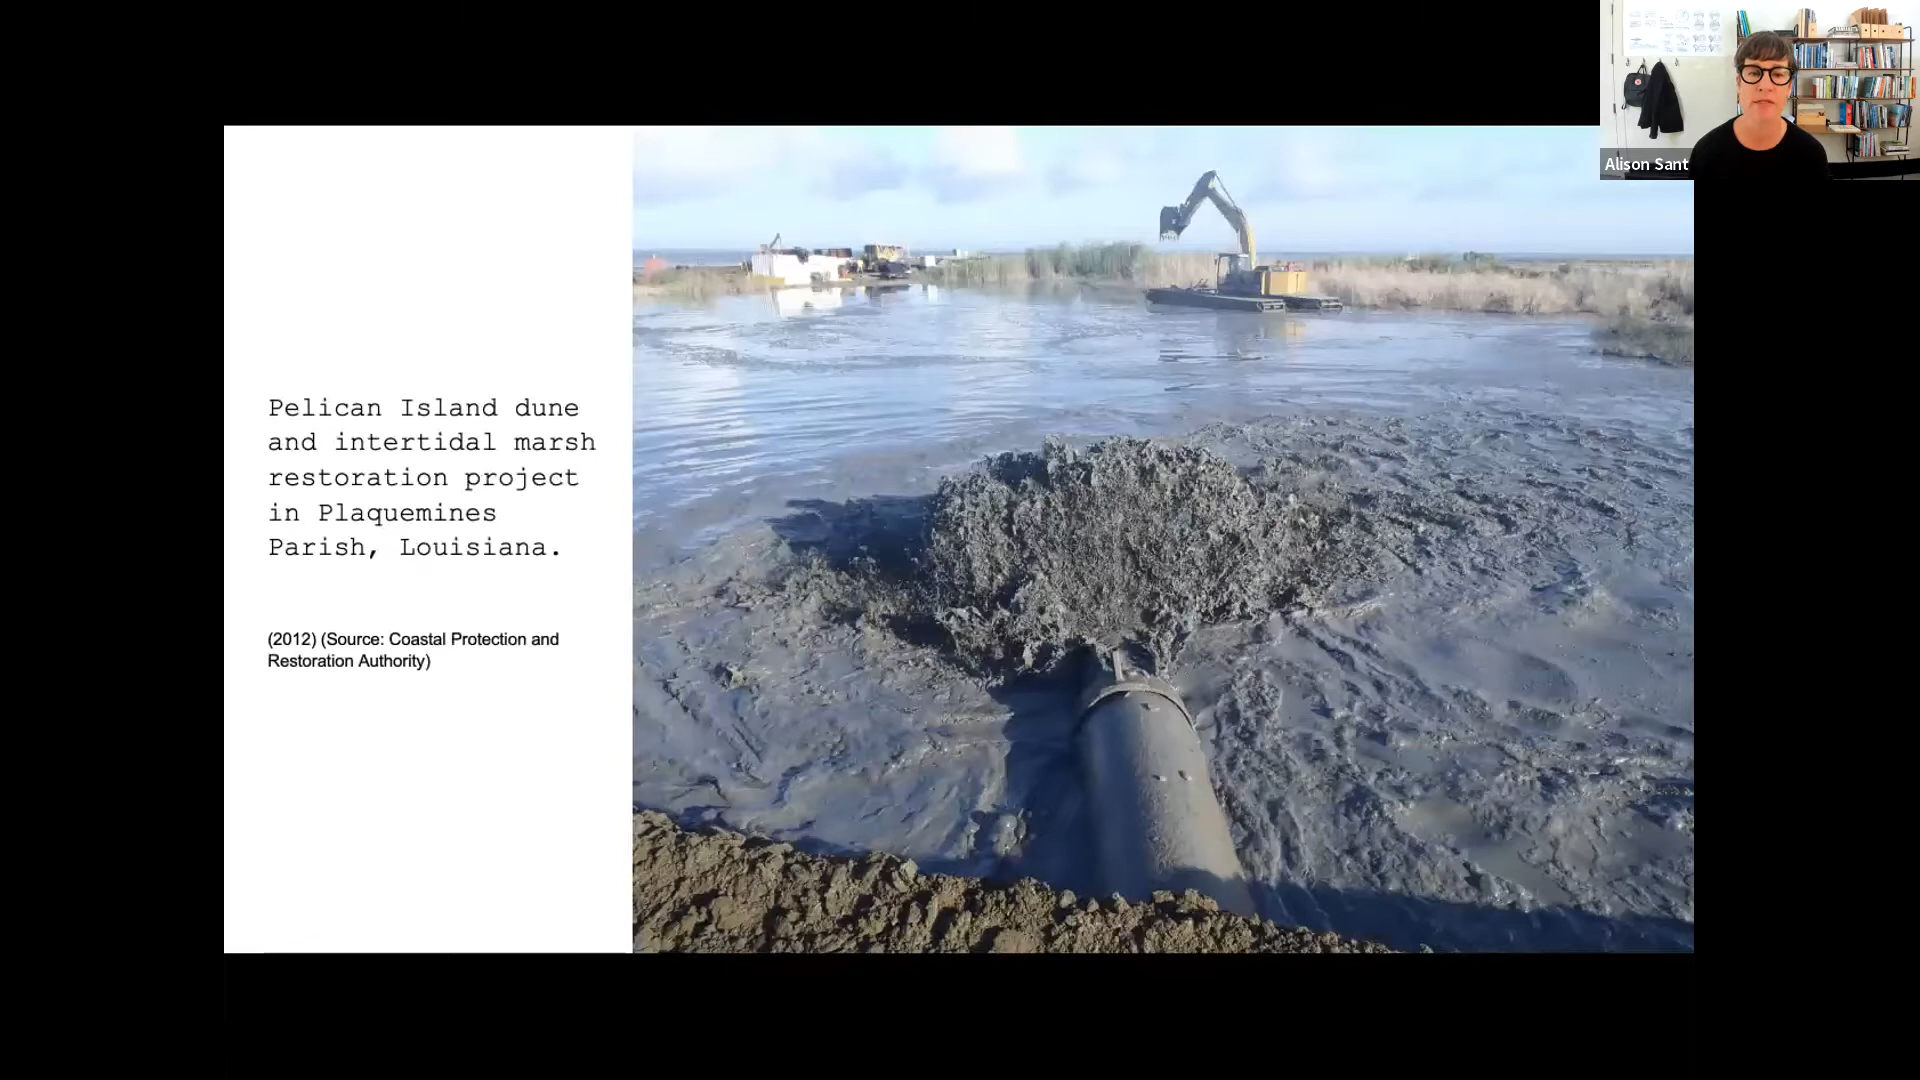 Alison Sant
Pelican Island dune
and intertidal marsh
restoration project
in Plaquemines
Parish, Louisiana.
(2012) (Source: Coastal Protection and
Restoration Authority)